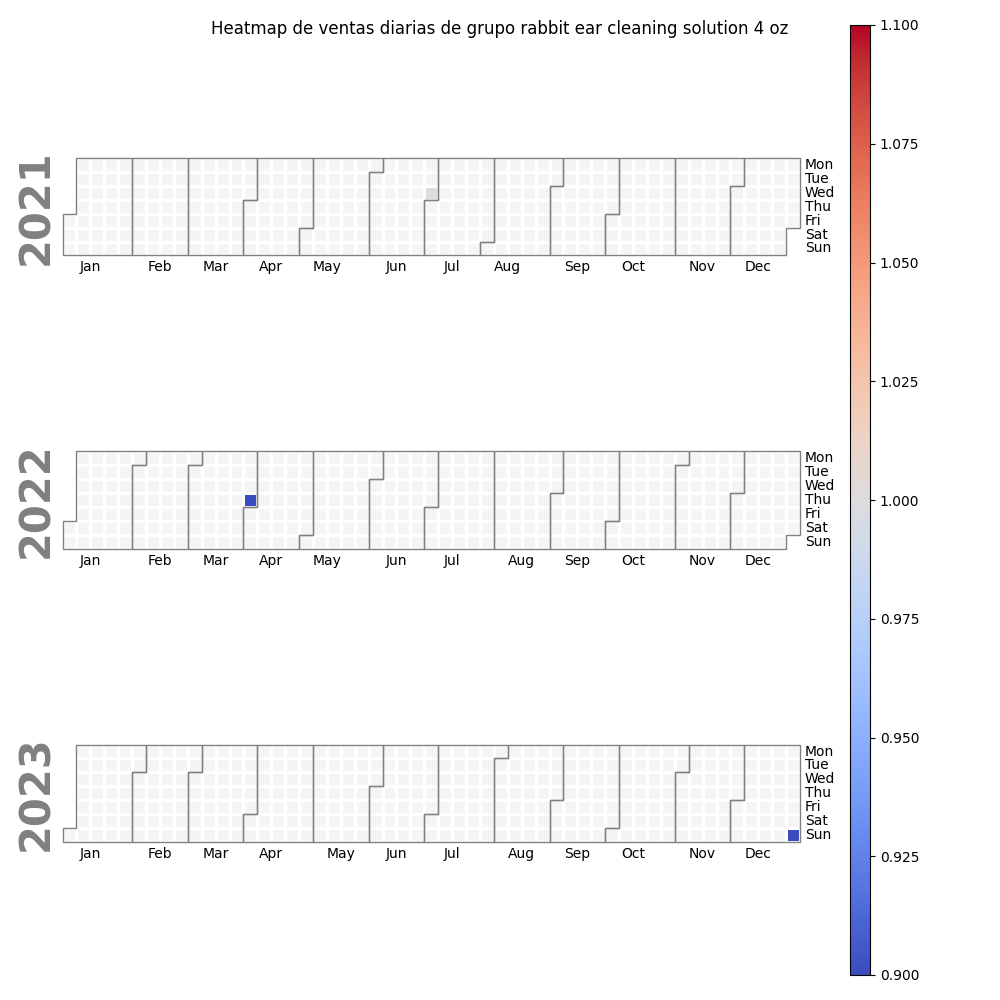 Heatmap de ventas diarias de grupo rabbit ear cleaning solution 4 oz
2021
Mon
Tue
Wed
Thu
Fri
Sat
Sun
Jan Feb Mar Apr May Jun Jul Aug Sep Oct Nov Dec
2022
Mon
Tue
Wed
Thu
Fri
Sat
Sun
Jan Feb Mar Apr May Jun Jul Aug Sep Oct Nov Dec
2023
Mon
Tue
Wed
Thu
Fri
Sat
Sun
Jan Feb Mar Apr May Jun Jul Aug Sep Oct Nov Dec
1.100
1.075
1.050
1.025
1.000
0.975
0.950
0.925
0.900